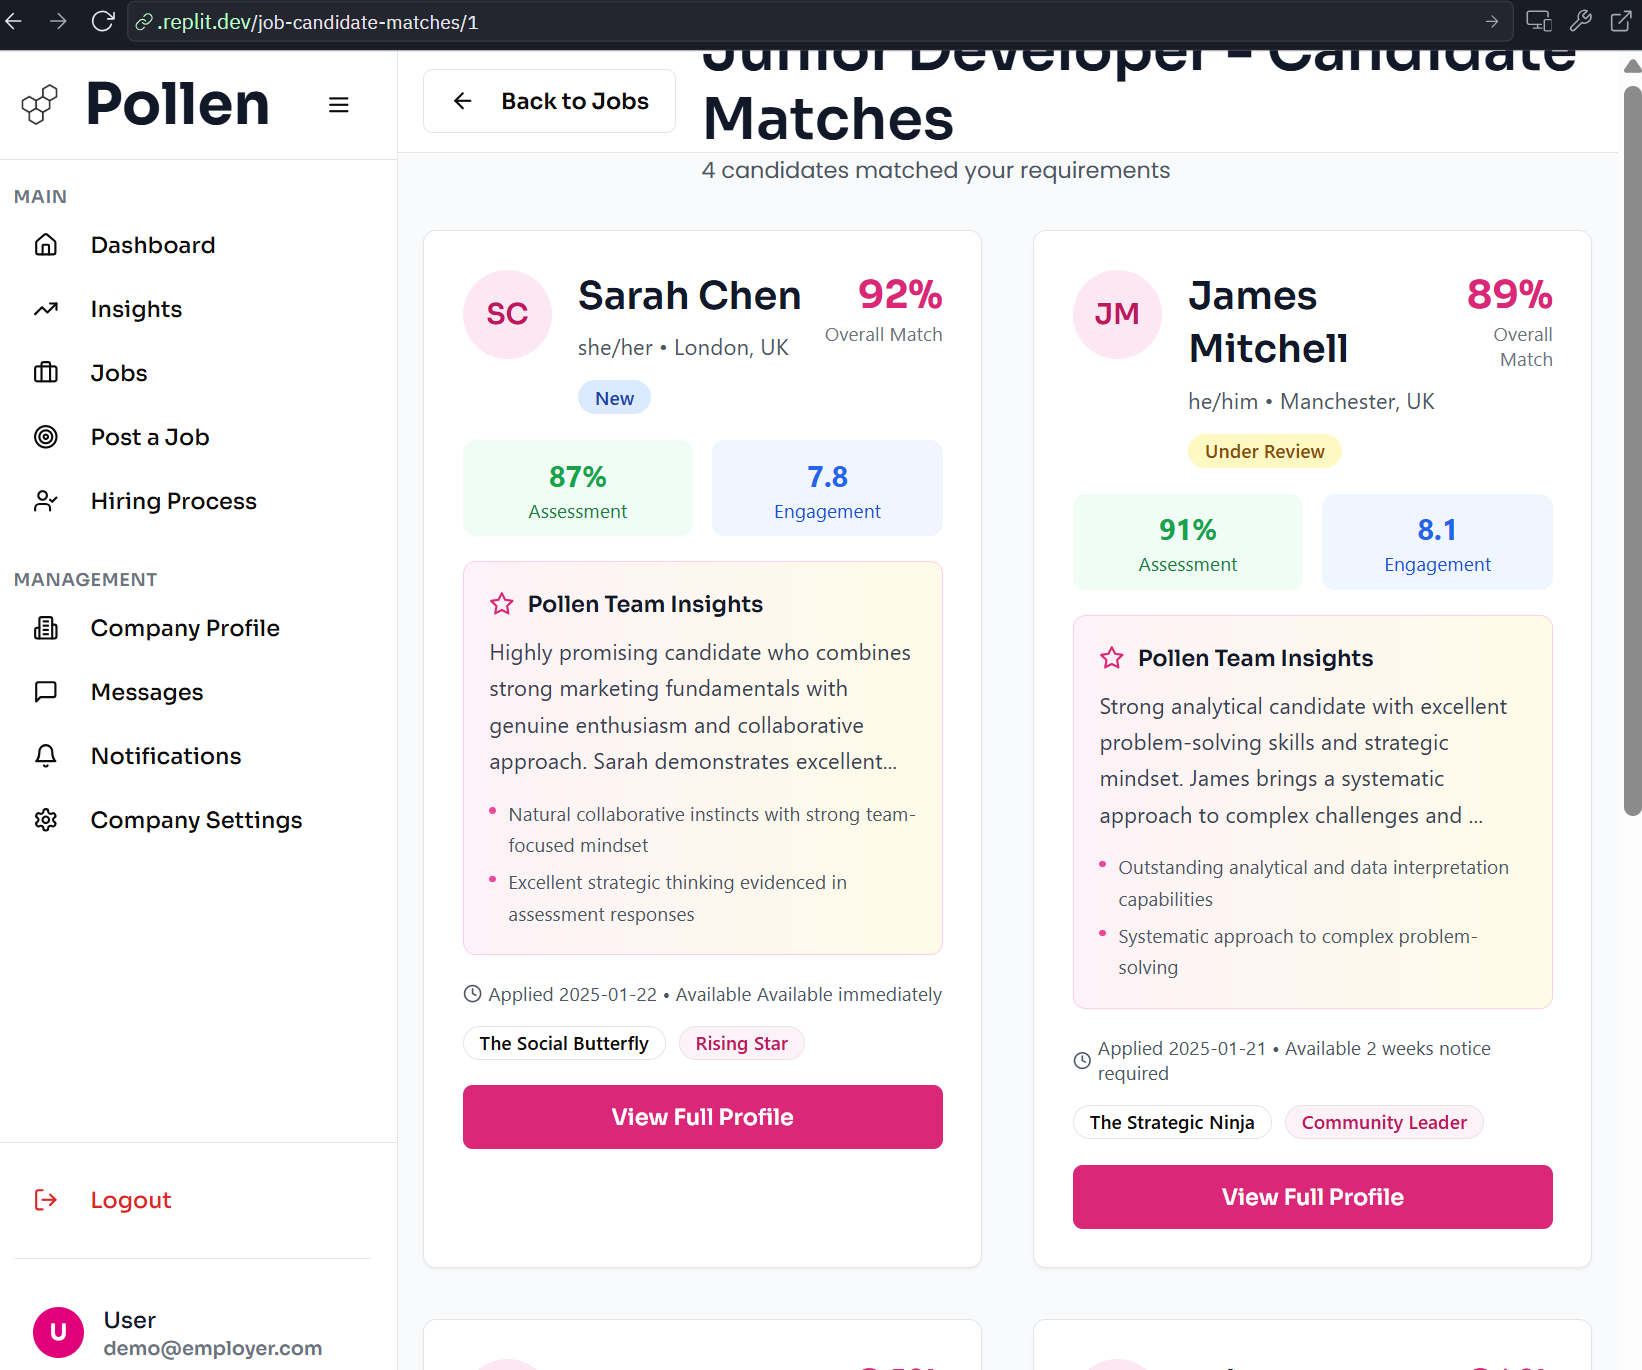 .replit.dev/job-candidate-matches/1
Pollen
MAIN
Dashboard
Insights
Jobs
Post a Job
Hiring Process
MANAGEMENT
Company Profile
Messages
Notifications
Company Settings
Logout
U
User
demo@employer.com
Back to Jobs
Junior Developer - Candidate
Matches
4 candidates matched your requirements
SC
Sarah Chen
she/her • London, UK
New
92%
Overall Match
87%
Assessment
7.8
Engagement
Pollen Team Insights
Highly promising candidate who combines
strong marketing fundamentals with
genuine enthusiasm and collaborative
approach. Sarah demonstrates excellent...
• Natural collaborative instincts with strong team-
focused mindset
• Excellent strategic thinking evidenced in
assessment responses
Applied 2025-01-22 • Available Available immediately
The Social Butterfly
Rising Star
View Full Profile
JM
James
Mitchell
he/him • Manchester, UK
Under Review
89%
Overall
Match
91%
Assessment
8.1
Engagement
Pollen Team Insights
Strong analytical candidate with excellent
problem-solving skills and strategic
mindset. James brings a systematic
approach to complex challenges and ...
• Outstanding analytical and data interpretation
capabilities
• Systematic approach to complex problem-
solving
Applied 2025-01-21 • Available 2 weeks notice
required
The Strategic Ninja
Community Leader
View Full Profile